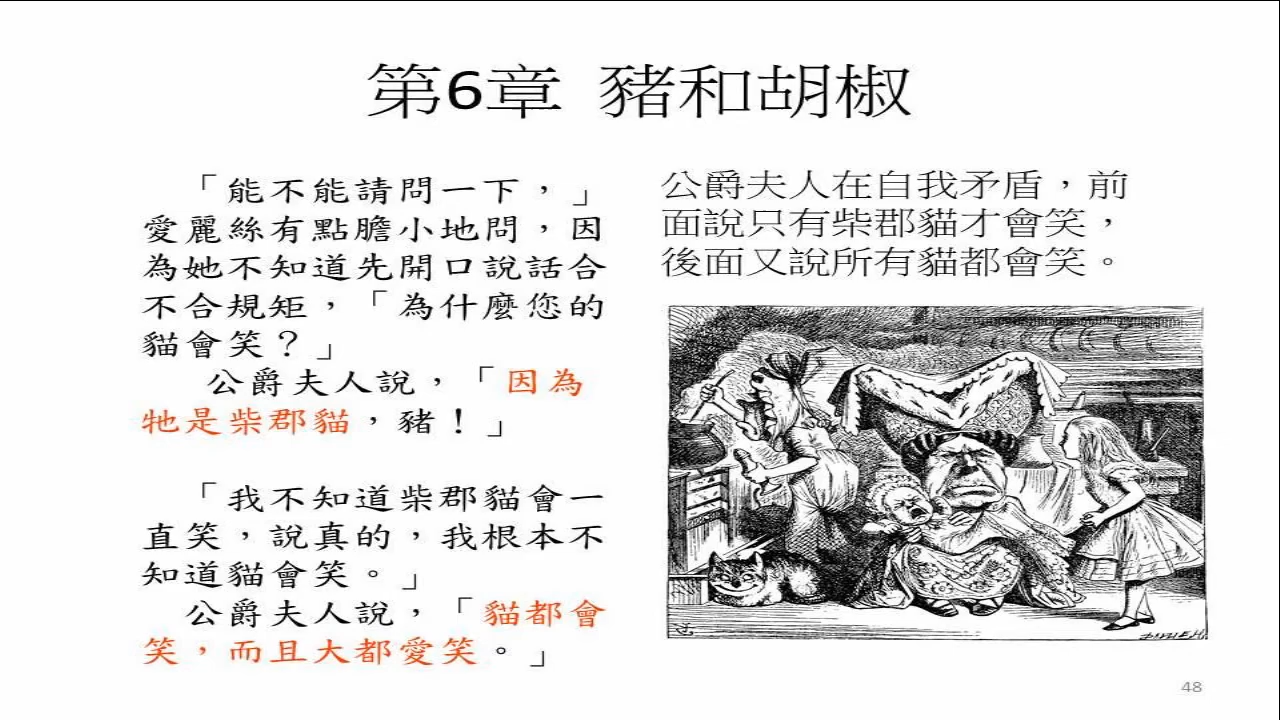 第6章 豬和胡椒
「能不能請問一下，」
愛麗絲有點膽小地問，因
為她不知道先開口說話合
不合規矩，「為什麼您的
貓會笑？」
公爵夫人說，「因為
牠是柴郡貓，豬！」
「我不知道柴郡貓會一
直笑，說真的，我根本不
知道貓會笑。」
公爵夫人說，「貓都會
笑，而且大都愛笑。」
公爵夫人在自我矛盾，前
面說只有柴郡貓才會笑，
後面又說所有貓都會笑。
48